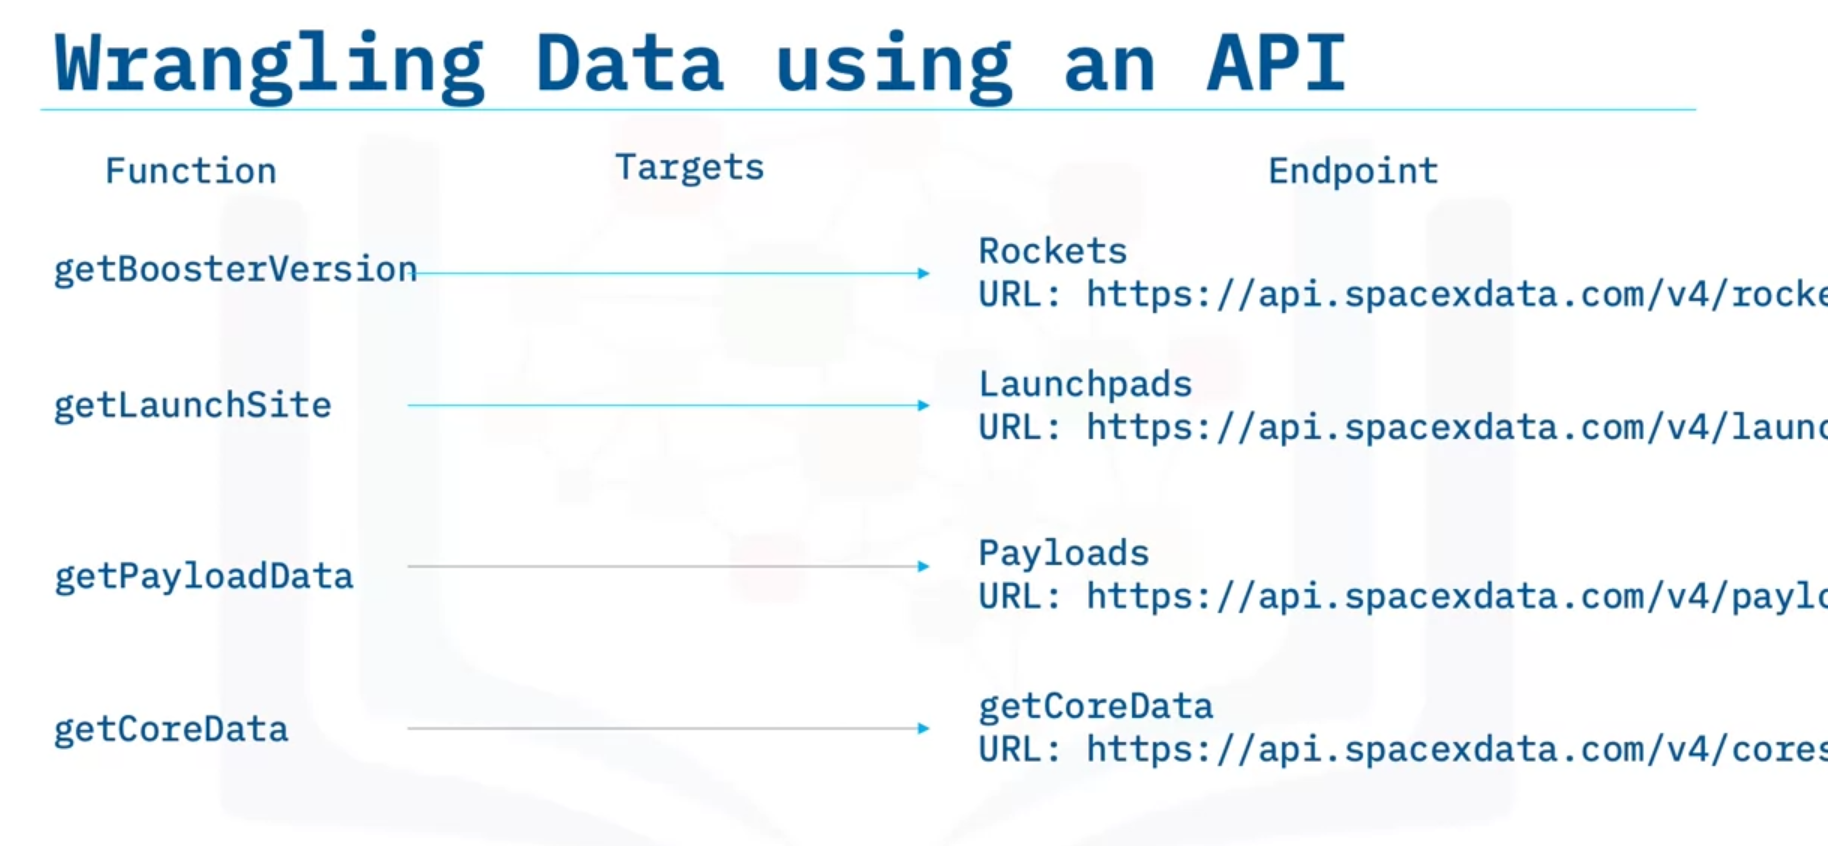 Wrangling Data using an API
Function
Targets
Endpoint
getBoosterVersion
Rockets
URL: https://api.spacexdata.com/v4/rocke
getLaunchSite
Launchpads
URL: https://api.spacexdata.com/v4/launc
getPayloadData
Payloads
URL: https://api.spacexdata.com/v4/paylo
getCoreData
getCoreData
URL: https://api.spacexdata.com/v4/cores